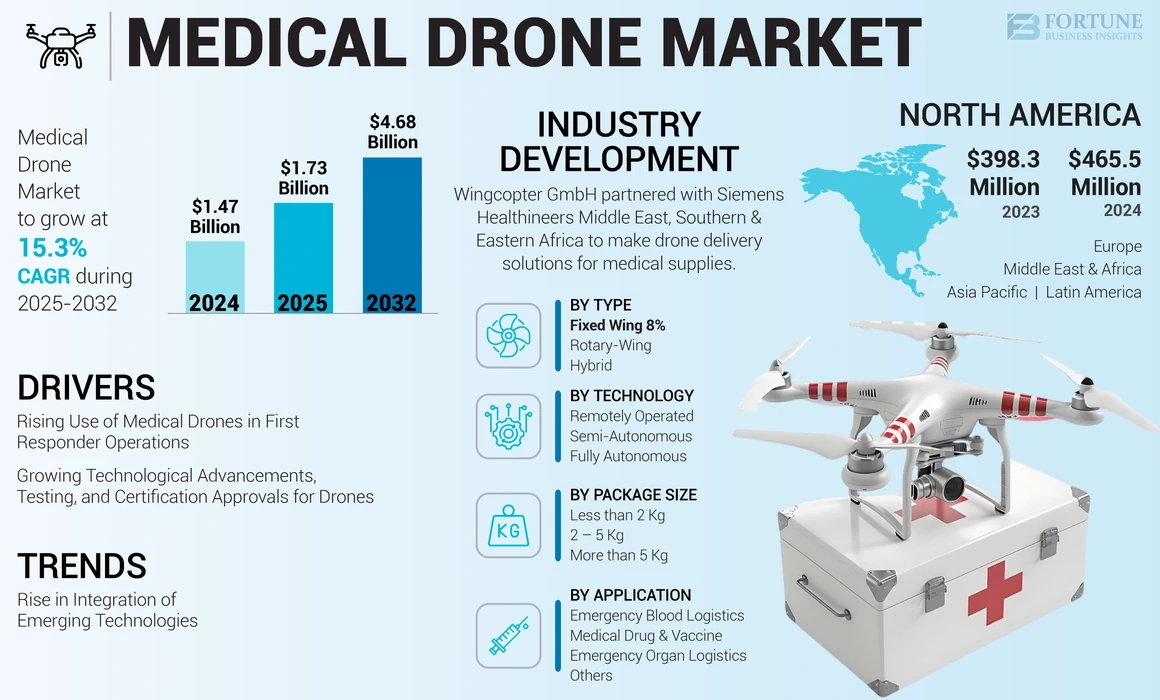 MEDICAL DRONE MARKET
FORTUNE
BUSINESS INSIGHTS
Medical
Drone
Market
to grow at
15.3%
CAGR during
2025-2032
$1.47
Billion
2024
$1.73
Billion
2025
$4.68
Billion
2032
DRIVERS
Rising Use of Medical Drones in First
Responder Operations
Growing Technological Advancements,
Testing, and Certification Approvals for Drones
TRENDS
Rise in Integration of
Emerging Technologies
INDUSTRY
DEVELOPMENT
Wingcopter GmbH partnered with Siemens
Healthineers Middle East, Southern &
Eastern Africa to make drone delivery
solutions for medical supplies.
BY TYPE
Fixed Wing 8%
Rotary-Wing
Hybrid
BY TECHNOLOGY
Remotely Operated
Semi-Autonomous
Fully Autonomous
KG
BY PACKAGE SIZE
Less than 2 Kg
2 – 5 Kg
More than 5 Kg
BY APPLICATION
Emergency Blood Logistics
Medical Drug & Vaccine
Emergency Organ Logistics
Others
NORTH AMERICA
$398.3
Million
2023
$465.5
Million
2024
Europe
Middle East & Africa
Asia Pacific | Latin America